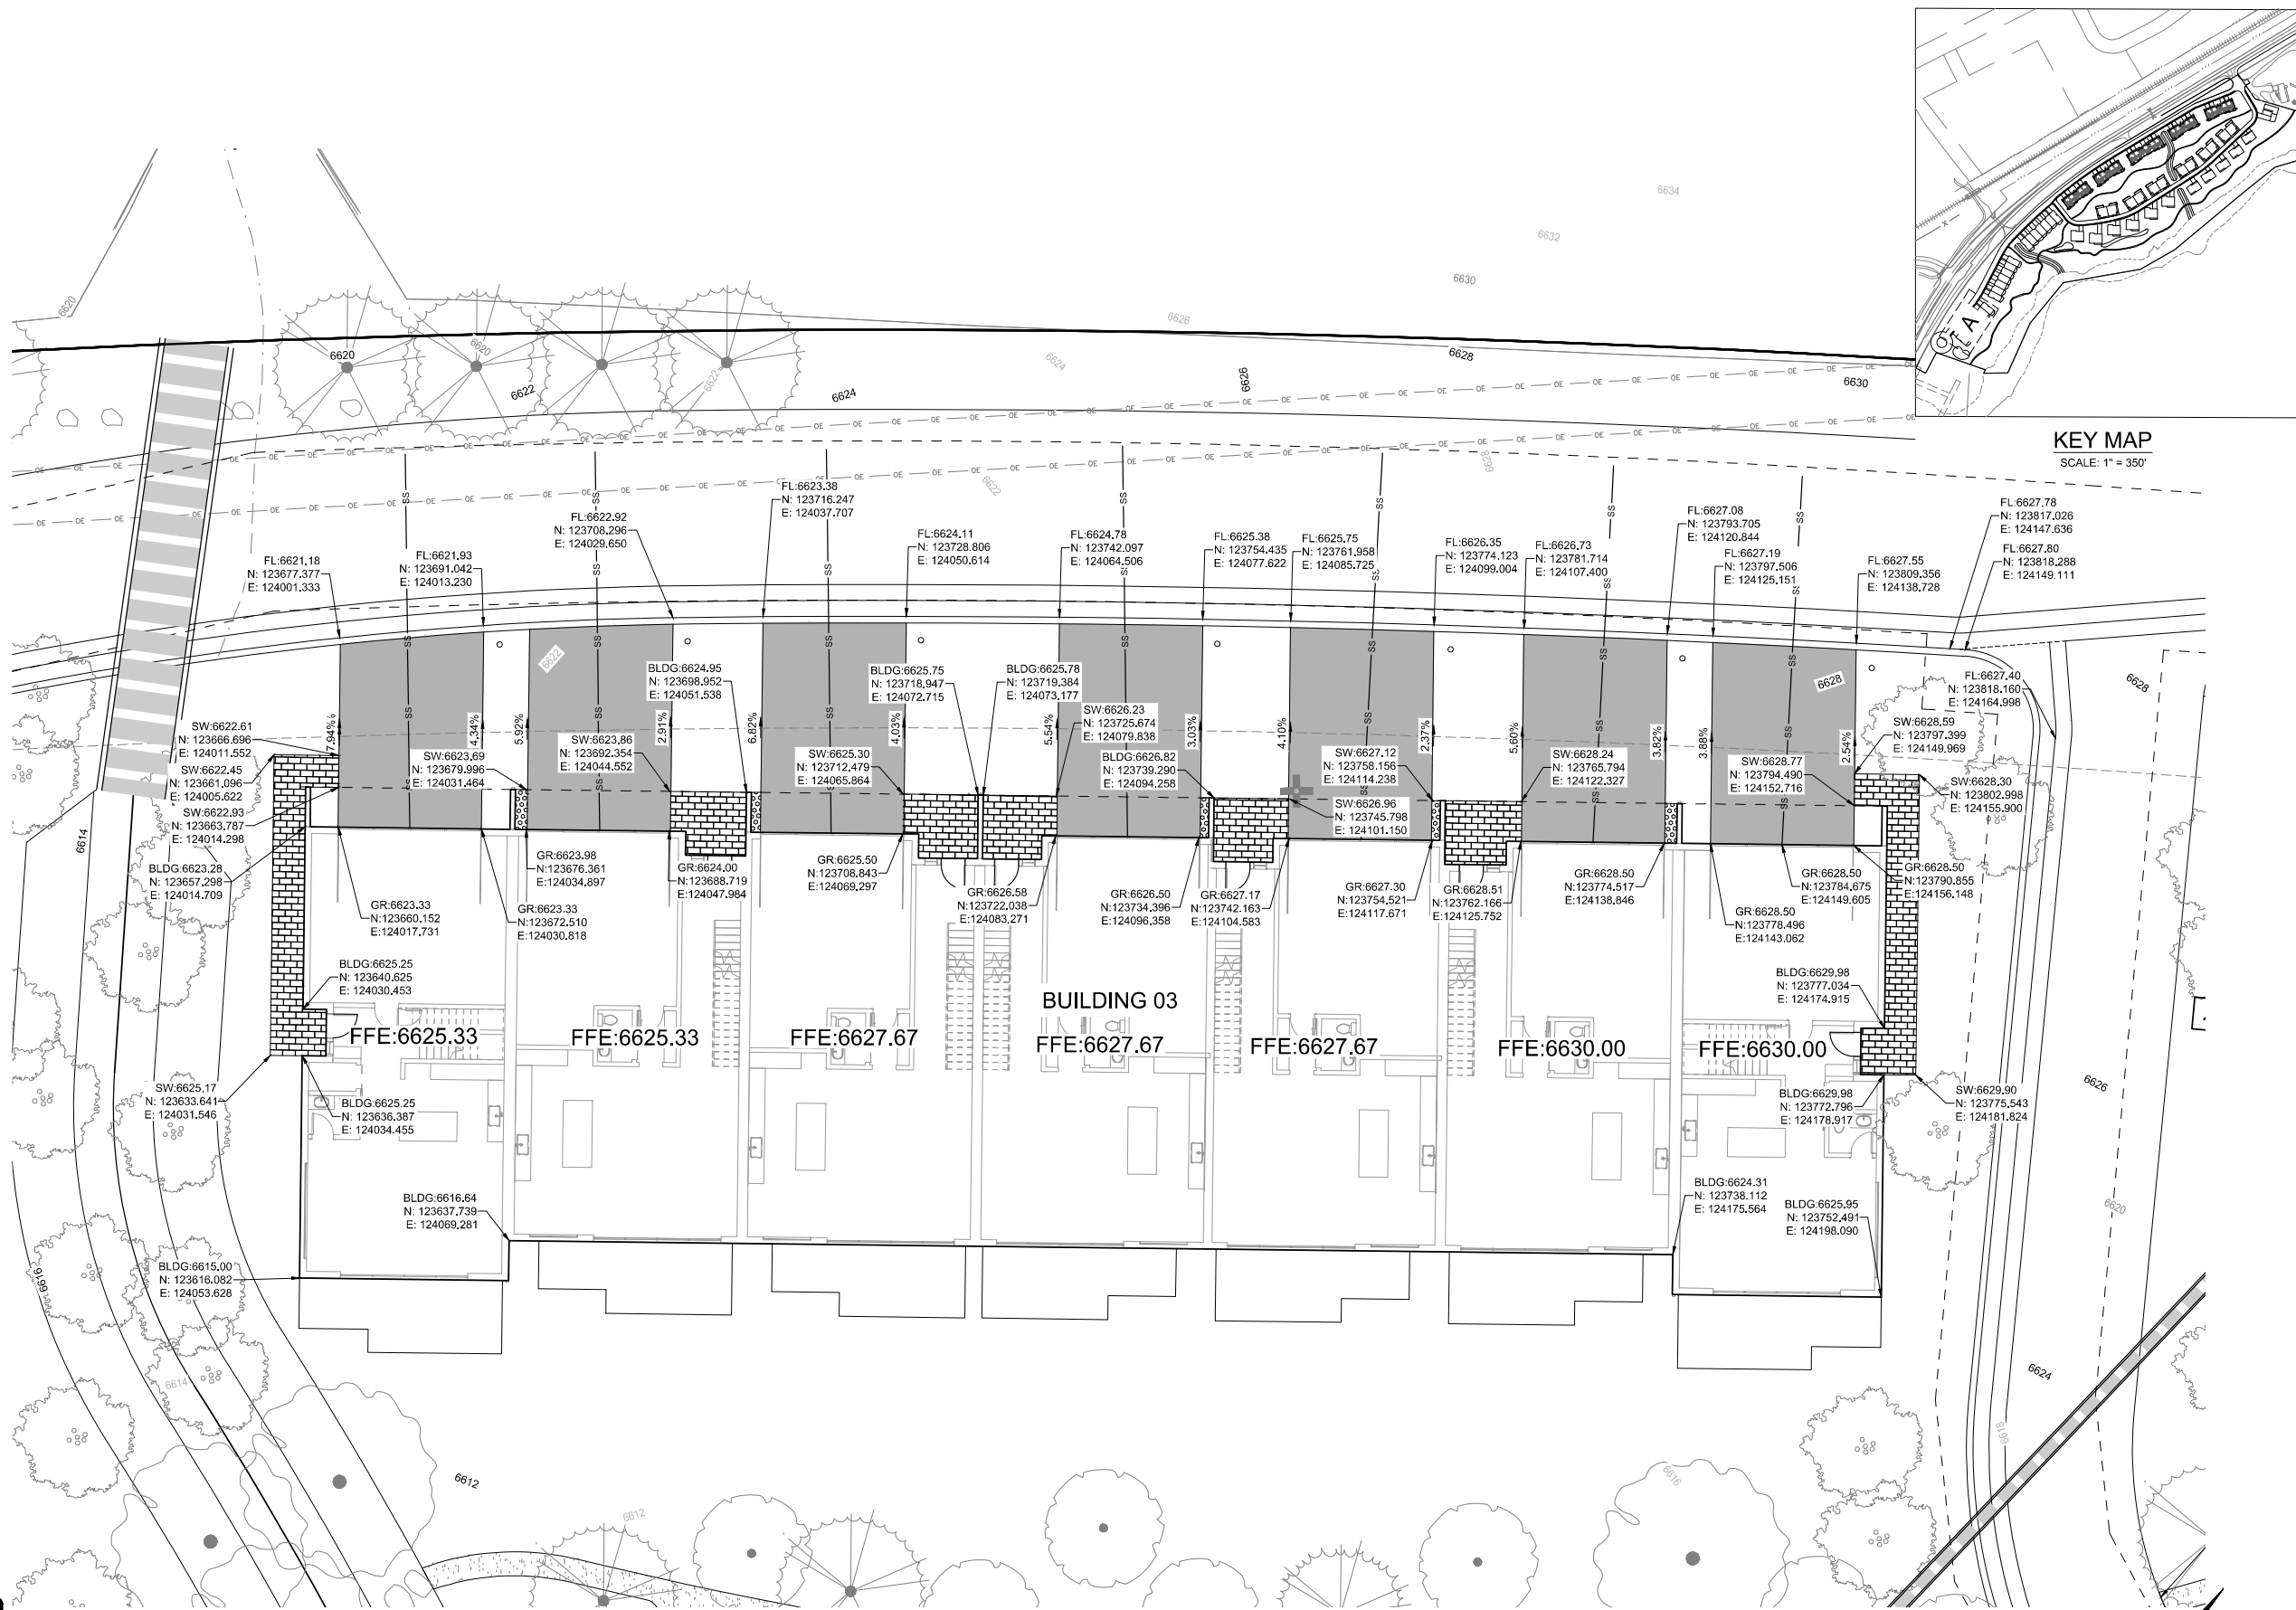 KEY MAP
SCALE: 1" = 350'
A
6634
6632
6630
6620
6626
6620
6620
6622
6622
6624
6624
6626
6628
6630
6628
6622
FL:6621.18
N: 123677.377
E: 124001.333
FL:6621.93
N: 123691.042
E: 124013.230
FL:6622.92
N: 123708.296
E: 124029.650
FL:6623.38
N: 123716.247
E: 124037.707
FL:6624.11
N: 123728.806
E: 124050.614
FL:6624.78
N: 123742.097
E: 124064.506
FL:6625.38
N: 123754.435
E: 124077.622
FL:6625.75
N: 123761.958
E: 124085.725
FL:6626.35
N: 123774.123
E: 124099.004
FL:6626.73
N: 123781.714
E: 124107.400
FL:6627.08
N: 123793.705
E: 124120.844
FL:6627.19
N: 123797.506
E: 124125.151
FL:6627.55
N: 123809.356
E: 124138.728
FL:6627.78
N: 123817.026
E: 124147.636
FL:6627.80
N: 123818.288
E: 124149.111
FL:6627.40
N: 123818.160
E: 124164.998
6622
6628
6628
7.94%
4.34%
5.92%
2.91%
6.82%
4.03%
5.54%
3.03%
4.10%
2.37%
5.60%
3.82%
3.88%
2.54%
SW:6622.61
N: 123666.696
E: 124011.552
SW:6622.45
N: 123661.096
E: 124005.622
SW:6622.93
N: 123663.787
E: 124014.298
BLDG:6623.28
N: 123657.298
E: 124014.709
SW:6623.69
N: 123679.996
E: 124031.464
SW:6623.86
N: 123692.354
E: 124044.552
BLDG:6624.95
N: 123698.952
E: 124051.538
SW:6625.30
N: 123712.479
E: 124065.864
BLDG:6625.75
N: 123718.947
E: 124072.715
BLDG:6625.78
N: 123719.384
E: 124073.177
SW:6626.23
N: 123725.674
E: 124079.838
BLDG:6626.82
N: 123739.290
E: 124094.258
SW:6627.12
N: 123758.156
E: 124114.238
SW:6626.96
N: 123745.798
E: 124101.150
SW:6628.24
N: 123765.794
E: 124122.327
SW:6628.77
N: 123794.490
E: 124152.716
SW:6628.59
N: 123797.399
E: 124149.969
SW:6628.30
N: 123802.998
E: 124155.900
GR:6623.33
N:123660.152
E:124017.731
GR:6623.33
N:123672.510
E:124030.818
GR:6623.98
N:123676.361
E:124034.897
GR:6624.00
N:123688.719
E:124047.984
GR:6625.50
N:123708.843
E:124069.297
GR:6626.58
N:123722.038
E:124083.271
GR:6626.50
N:123734.396
E:124096.358
GR:6627.17
N:123742.163
E:124104.583
GR:6627.30
N:123754.521
E:124117.671
GR:6628.51
N:123762.166
E:124125.752
GR:6628.50
N:123774.517
E:124138.846
GR:6628.50
N:123778.496
E:124143.062
GR:6628.50
N:123784.675
E:124149.605
GR:6628.50
N:123790.855
E:124156.148
6614
BLDG:6625.25
N: 123640.625
E: 124030.453
BUILDING 03
FFE:6625.33
FFE:6625.33
FFE:6627.67
FFE:6627.67
FFE:6627.67
FFE:6630.00
FFE:6630.00
BLDG:6629.98
N: 123777.034
E: 124174.915
SW:6625.17
N: 123633.641
E: 124031.546
BLDG:6625.25
N: 123636.387
E: 124034.455
BLDG:6629.98
N: 123772.796
E: 124178.917
SW:6629.90
N: 123775.543
E: 124181.824
6626
BLDG:6616.64
N: 123637.739
E: 124069.281
BLDG:6624.31
N: 123738.112
E: 124175.564
BLDG:6625.95
N: 123752.491
E: 124198.090
6620
BLDG:6615.00
N: 123616.082
E: 124053.628
6616
6614
6624
6612
6612
6616
6618